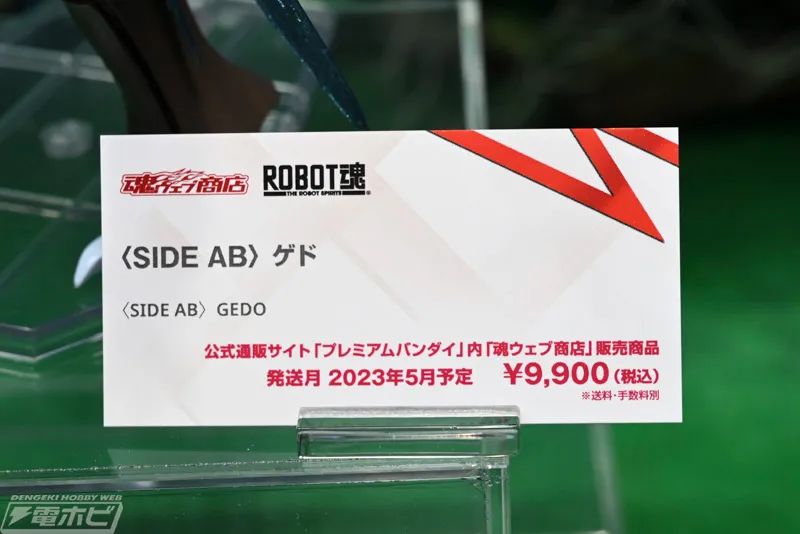 魂ウェブ商店 ROBOT魂®
THE ROBOT SPIRITS
〈SIDE AB〉 ゲド
〈SIDE AB〉 GEDO
公式通販サイト「プレミアムバンダイ」内「魂ウェブ商店」販売商品
発送月 2023年5月予定 ¥9,900（税込）
※送料・手数料別
DENGEKI HOBBY WEB
電ホビ